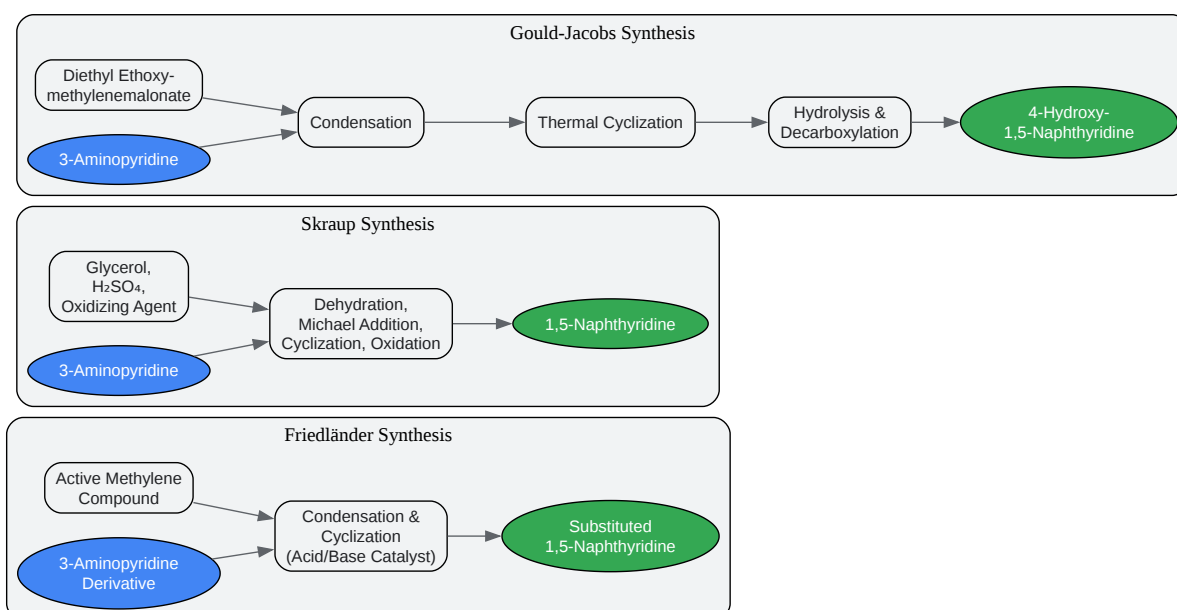 Gould-Jacobs Synthesis
Diethyl Ethoxy-
methylenemalonate
3-Aminopyridine
Condensation
Thermal Cyclization
Hydrolysis &
Decarboxylation
4-Hydroxy-
1,5-Naphthyridine
Skraup Synthesis
Glycerol,
H₂SO₄,
Oxidizing Agent
3-Aminopyridine
Dehydration,
Michael Addition,
Cyclization, Oxidation
1,5-Naphthyridine
Friedländer Synthesis
Active Methylene
Compound
3-Aminopyridine
Derivative
Condensation &
Cyclization
(Acid/Base Catalyst)
Substituted
1,5-Naphthyridine